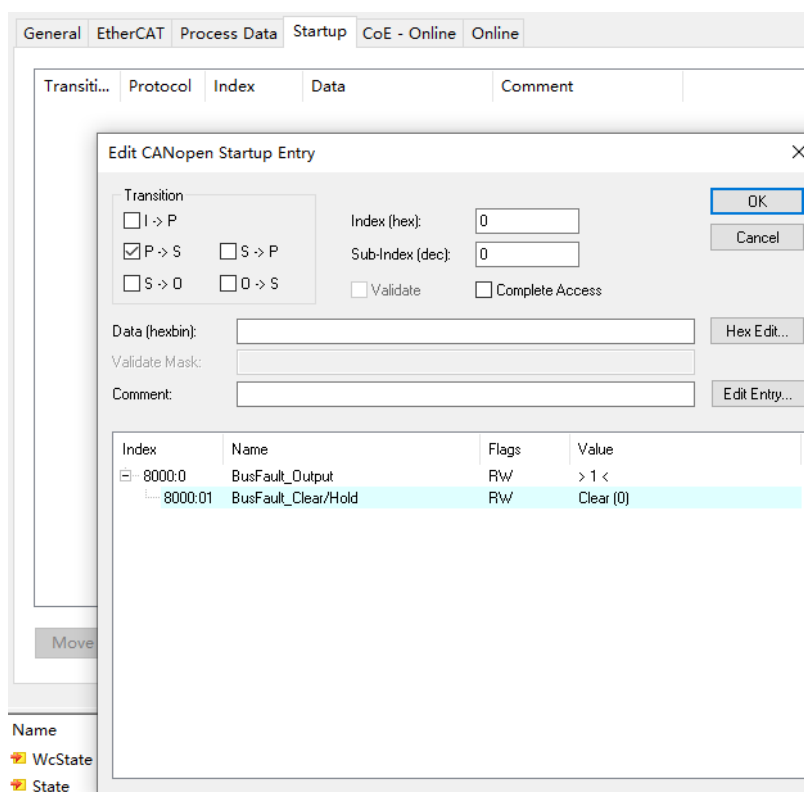 General EtherCAT Process Data Startup CoE - Online Online
Transiti... Protocol Index Data Comment
Edit CANopen Startup Entry
Transition
I -> P
P -> S S -> P
S -> O O -> S
Index (hex): 0
Sub-Index (dec): 0
Validate Complete Access
OK
Cancel
Data (hexbin): Hex Edit...
Validate Mask:
Comment: Edit Entry...
Index Name Flags Value
8000:0 BusFault_Output RW > 1 <
8000:01 BusFault_Clear/Hold RW Clear (0)
Move
Name
WcState
State